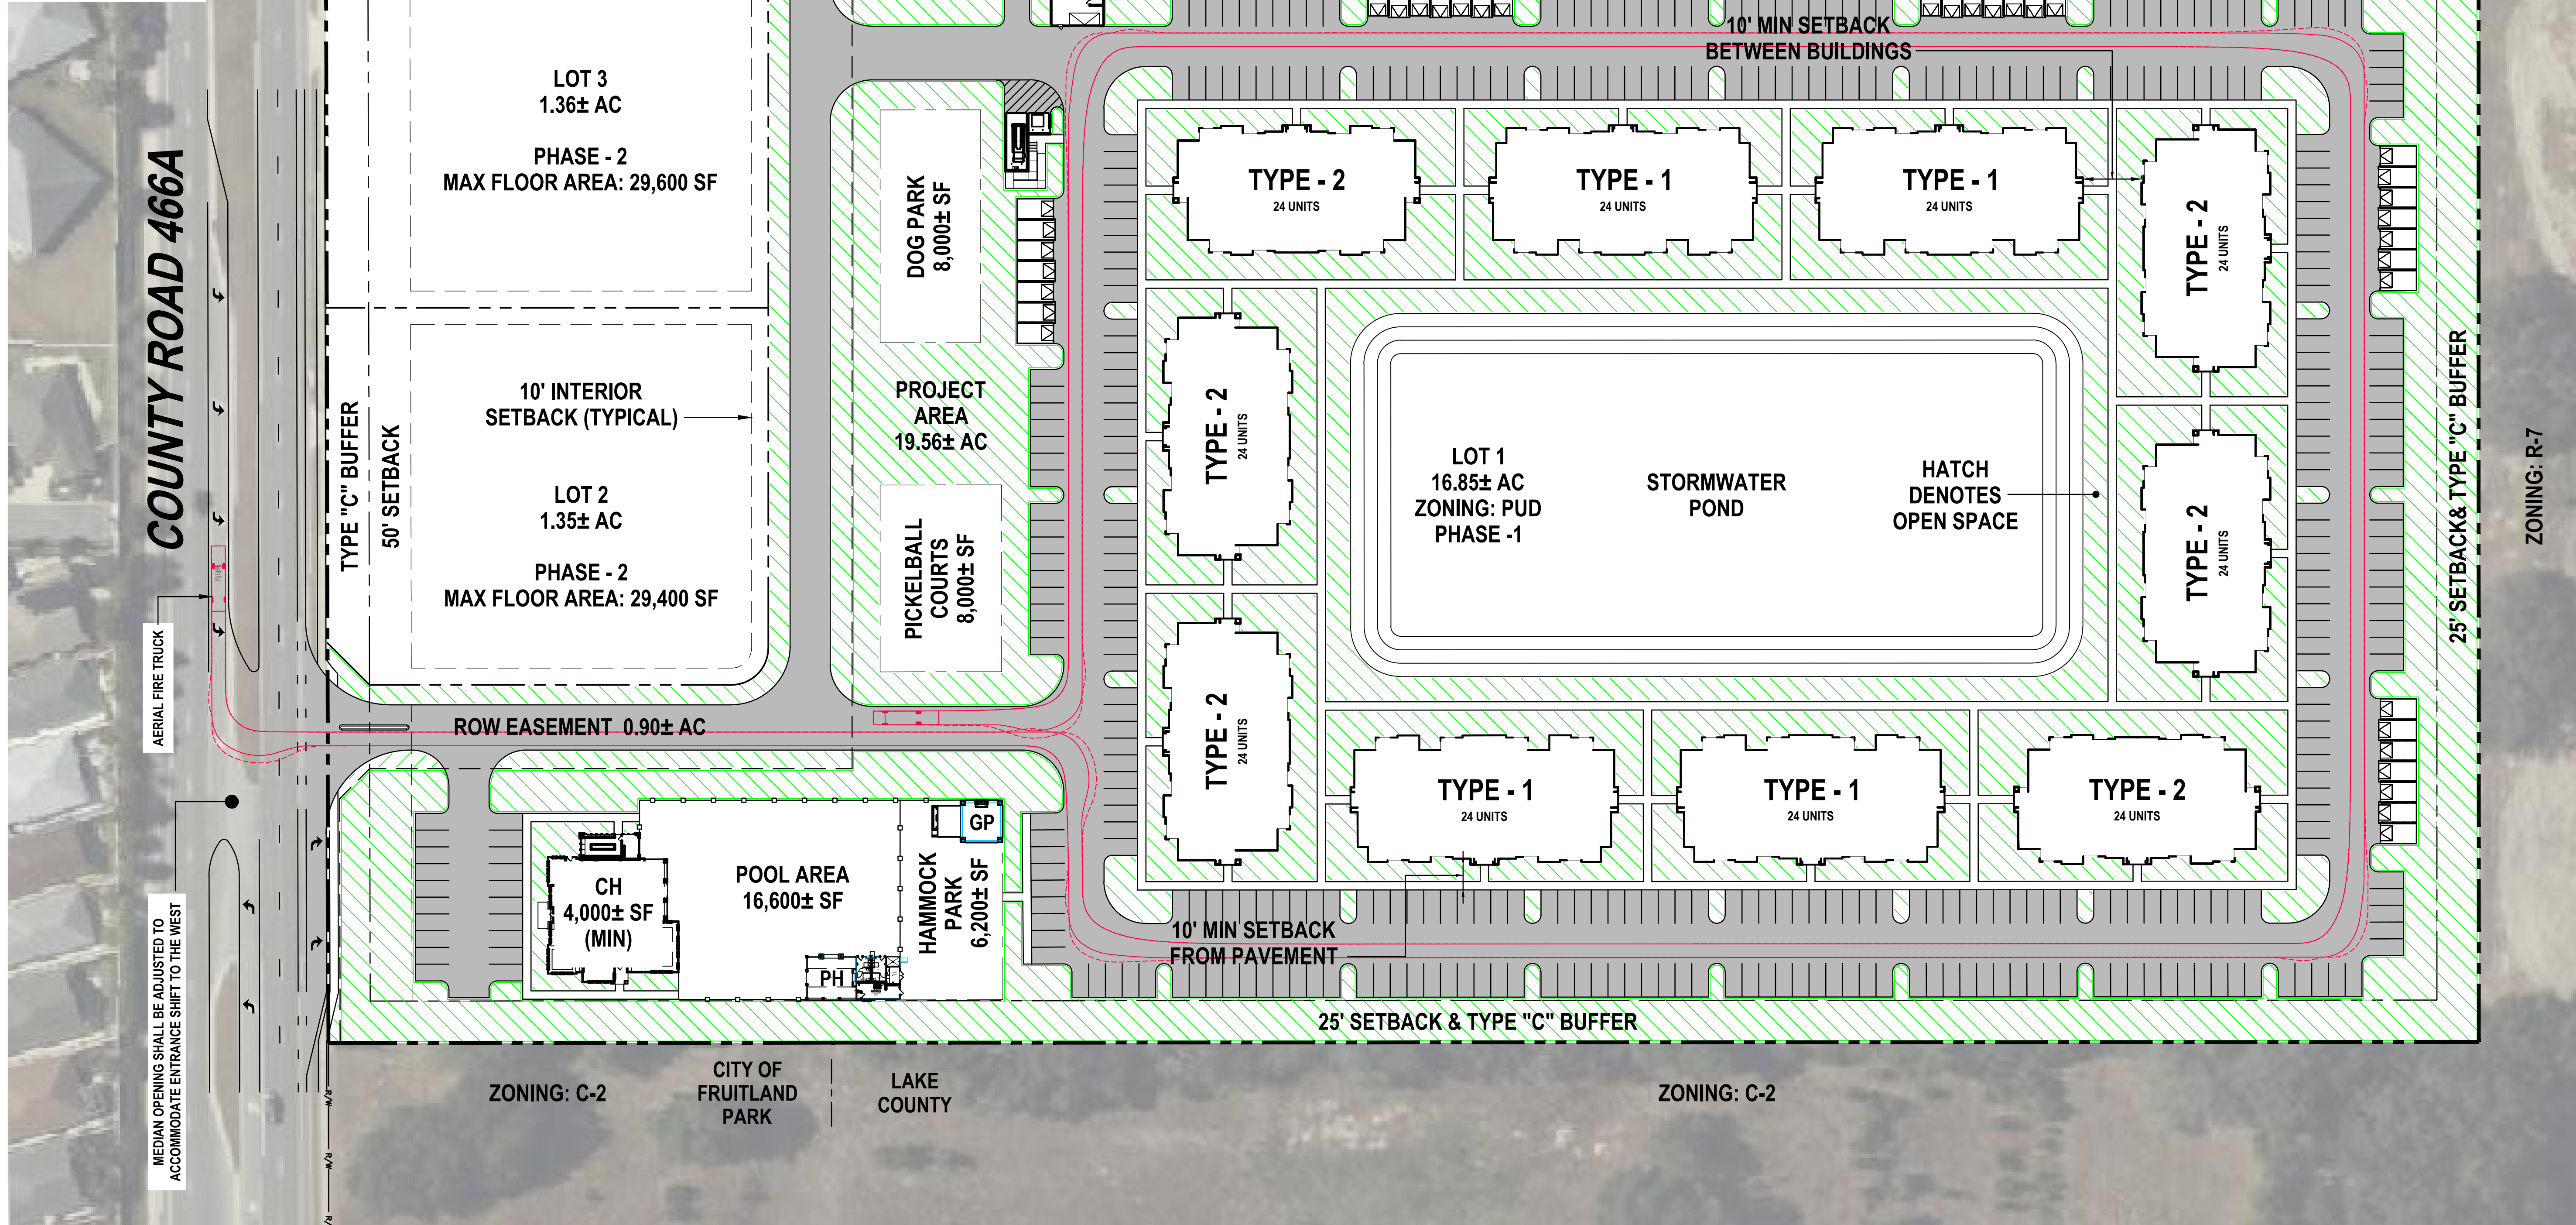 COUNTY ROAD 466A
LOT 3
1.36± AC
PHASE - 2
MAX FLOOR AREA: 29,600 SF
TYPE "C" BUFFER
50' SETBACK
10' INTERIOR
SETBACK (TYPICAL)
LOT 2
1.35± AC
PHASE - 2
MAX FLOOR AREA: 29,400 SF
AERIAL FIRE TRUCK
ROW EASEMENT 0.90± AC
MEDIAN OPENING SHALL BE ADJUSTED TO
ACCOMMODATE ENTRANCE SHIFT TO THE WEST
DOG PARK
8,000± SF
PROJECT
AREA
19.56± AC
PICKELBALL
COURTS
8,000± SF
10' MIN SETBACK
BETWEEN BUILDINGS
TYPE - 2
24 UNITS
TYPE - 1
24 UNITS
TYPE - 1
24 UNITS
TYPE - 2
24 UNITS
TYPE - 2
24 UNITS
LOT 1
16.85± AC
ZONING: PUD
PHASE -1
STORMWATER
POND
HATCH
DENOTES
OPEN SPACE
TYPE - 2
24 UNITS
TYPE - 2
24 UNITS
TYPE - 1
24 UNITS
TYPE - 1
24 UNITS
TYPE - 2
24 UNITS
25' SETBACK& TYPE "C" BUFFER
ZONING: R-7
CH
4,000± SF
(MIN)
POOL AREA
16,600± SF
GP
HAMMOCK
PARK
6,200± SF
PH
10' MIN SETBACK
FROM PAVEMENT
25' SETBACK & TYPE "C" BUFFER
ZONING: C-2
CITY OF
FRUITLAND
PARK
LAKE
COUNTY
ZONING: C-2
R/W
R/W